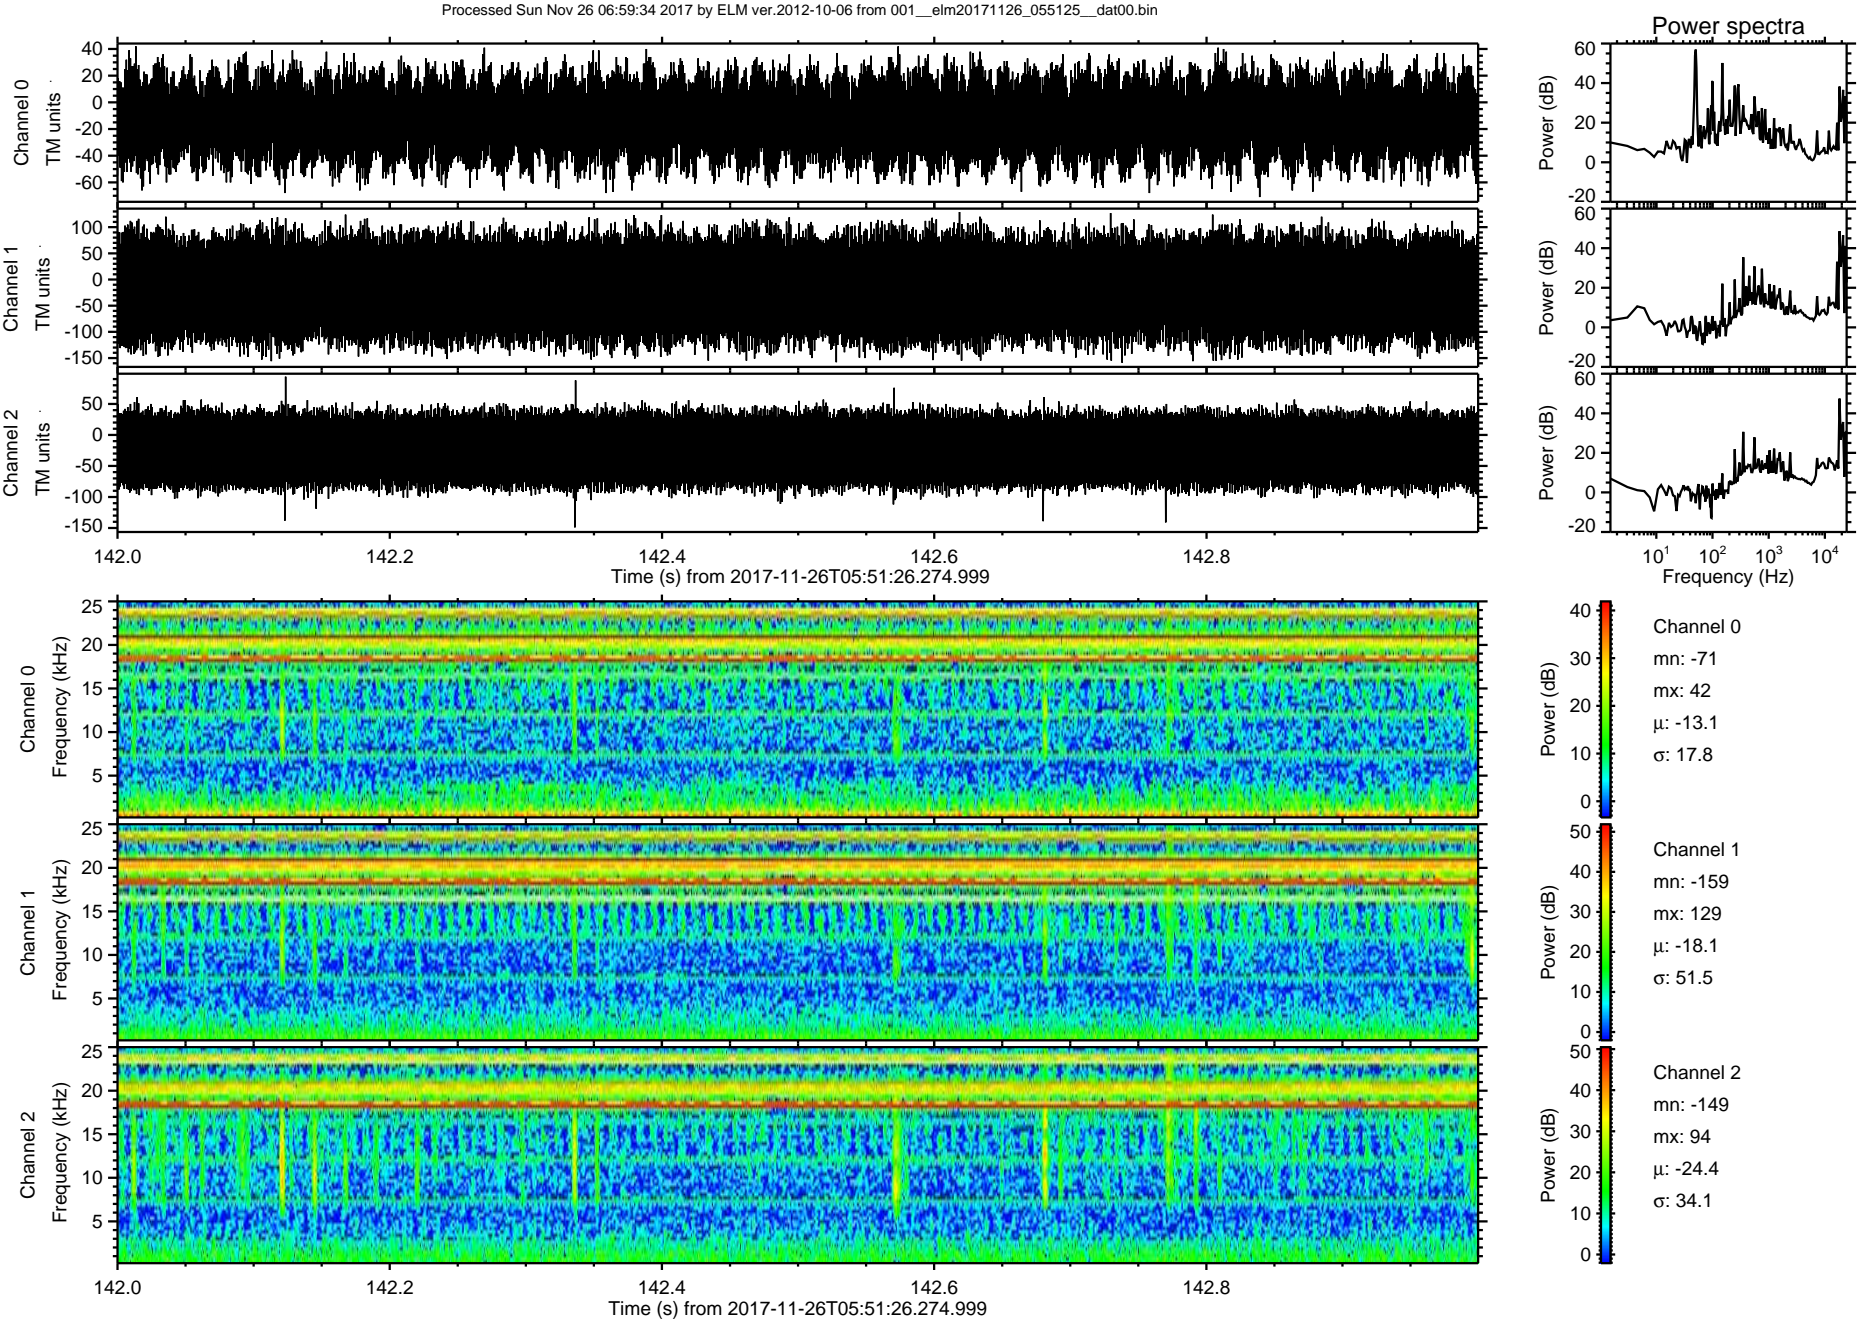 Processed Sun Nov 26 06:59:34 2017 by ELM ver.2012-10-06 from 001__elm20171126_055125__dat00.bin
Power spectra
Channel 0
TM units
40
20
0
-20
-40
-60
Power (dB)
60
40
20
0
-20
Channel 1
TM units
100
50
0
-50
-100
-150
Power (dB)
60
40
20
0
-20
Channel 2
TM units
50
0
-50
-100
-150
Power (dB)
60
40
20
0
-20
142.0 142.2 142.4 142.6 142.8
Time (s) from 2017-11-26T05:51:26.274.999
10¹ 10² 10³ 10⁴
Frequency (Hz)
Channel 0
Frequency (kHz)
25
20
15
10
5
Power (dB)
40
30
20
10
0
Channel 0
mn: -71
mx: 42
µ: -13.1
σ: 17.8
Channel 1
Frequency (kHz)
25
20
15
10
5
Power (dB)
50
40
30
20
10
0
Channel 1
mn: -159
mx: 129
µ: -18.1
σ: 51.5
Channel 2
Frequency (kHz)
25
20
15
10
5
Power (dB)
50
40
30
20
10
0
Channel 2
mn: -149
mx: 94
µ: -24.4
σ: 34.1
142.0 142.2 142.4 142.6 142.8
Time (s) from 2017-11-26T05:51:26.274.999